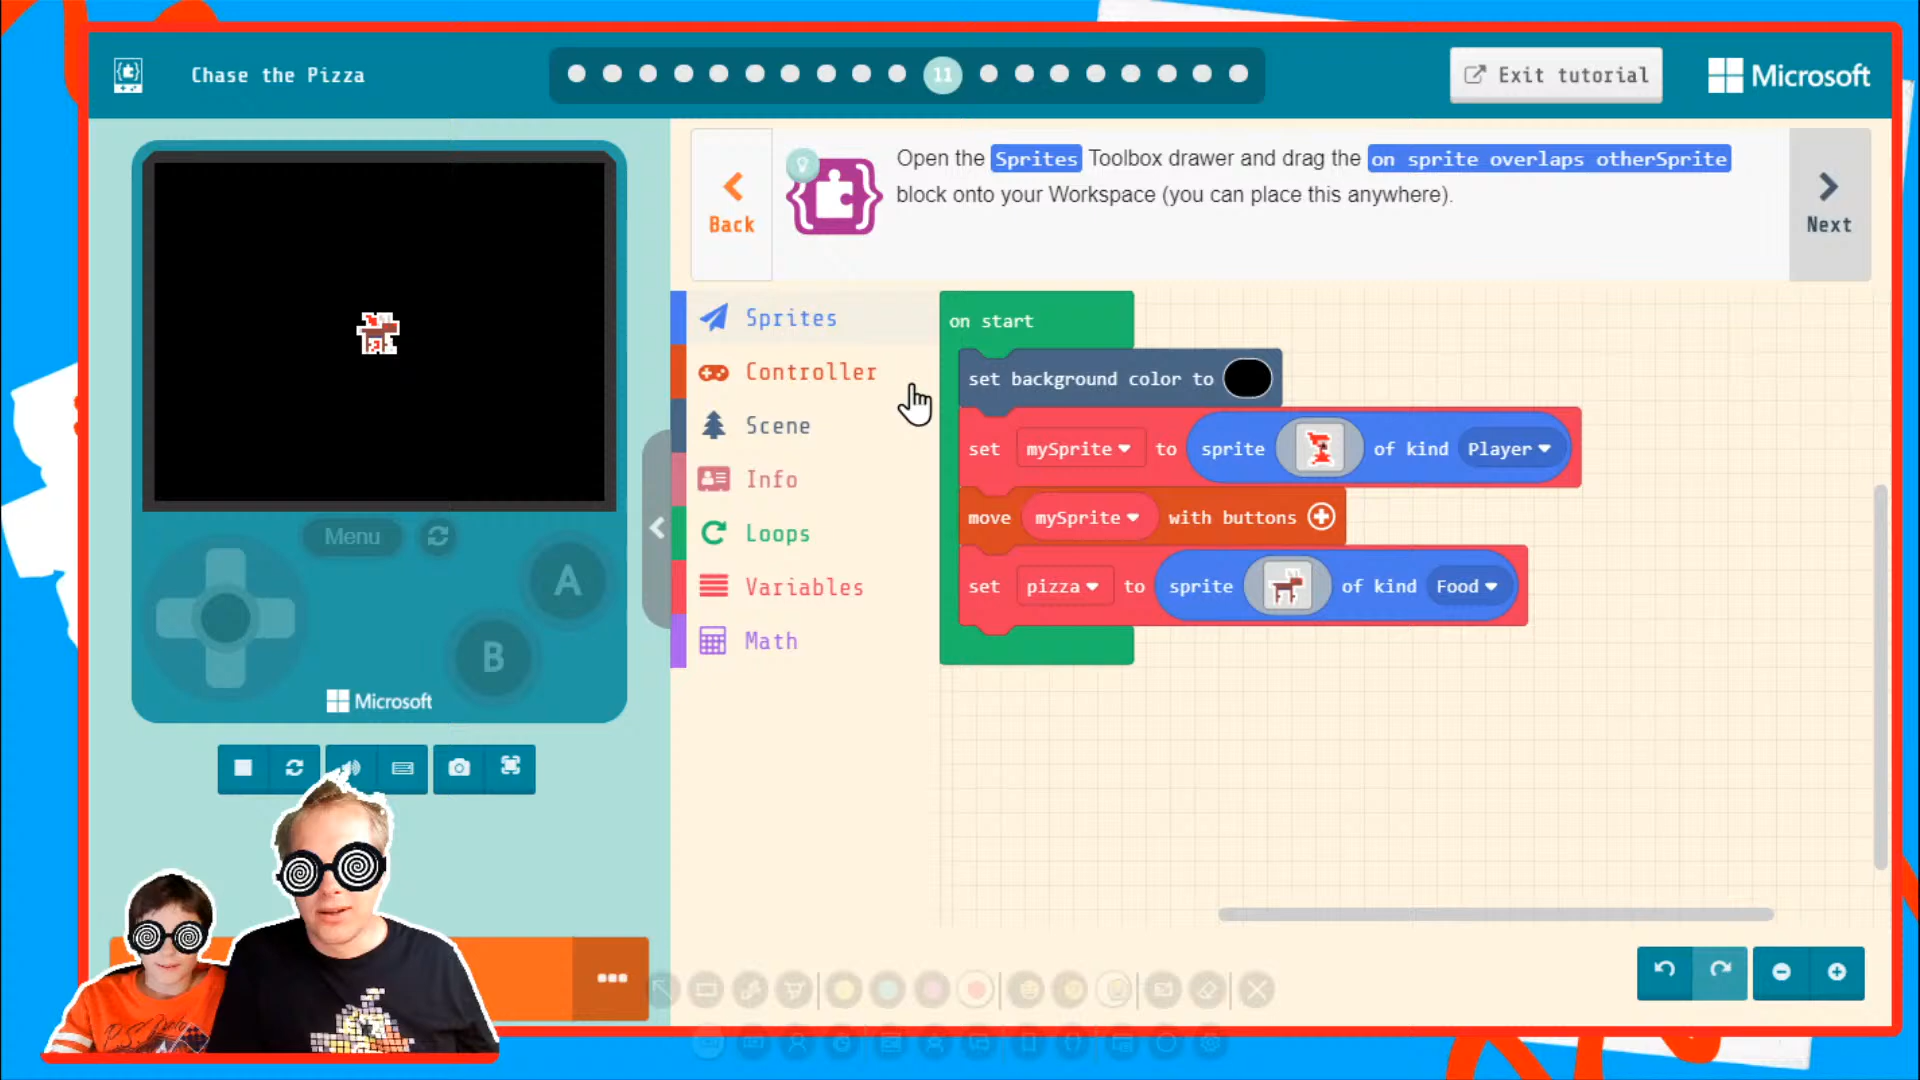 Chase the Pizza
11
Exit tutorial
Microsoft
Back
Open the Sprites Toolbox drawer and drag the on sprite overlaps otherSprite
block onto your Workspace (you can place this anywhere).
Next
Sprites
Controller
Scene
Info
Loops
Variables
Math
on start
set background color to
set mySprite to sprite of kind Player
move mySprite with buttons
set pizza to sprite of kind Food
Menu
A
B
Microsoft